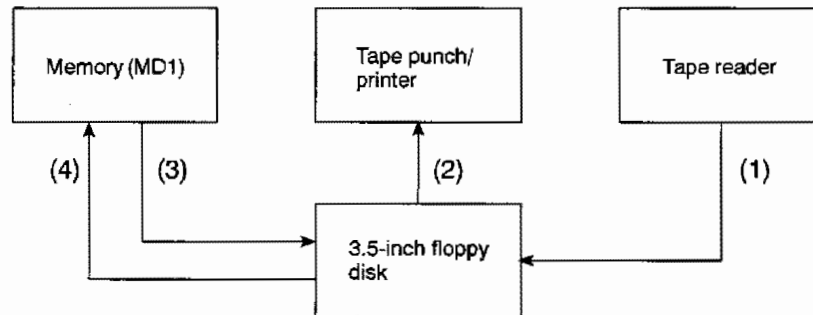 Memory (MD1)
Tape punch/
printer
Tape reader
(4)
(3)
(2)
(1)
3.5-inch floppy
disk